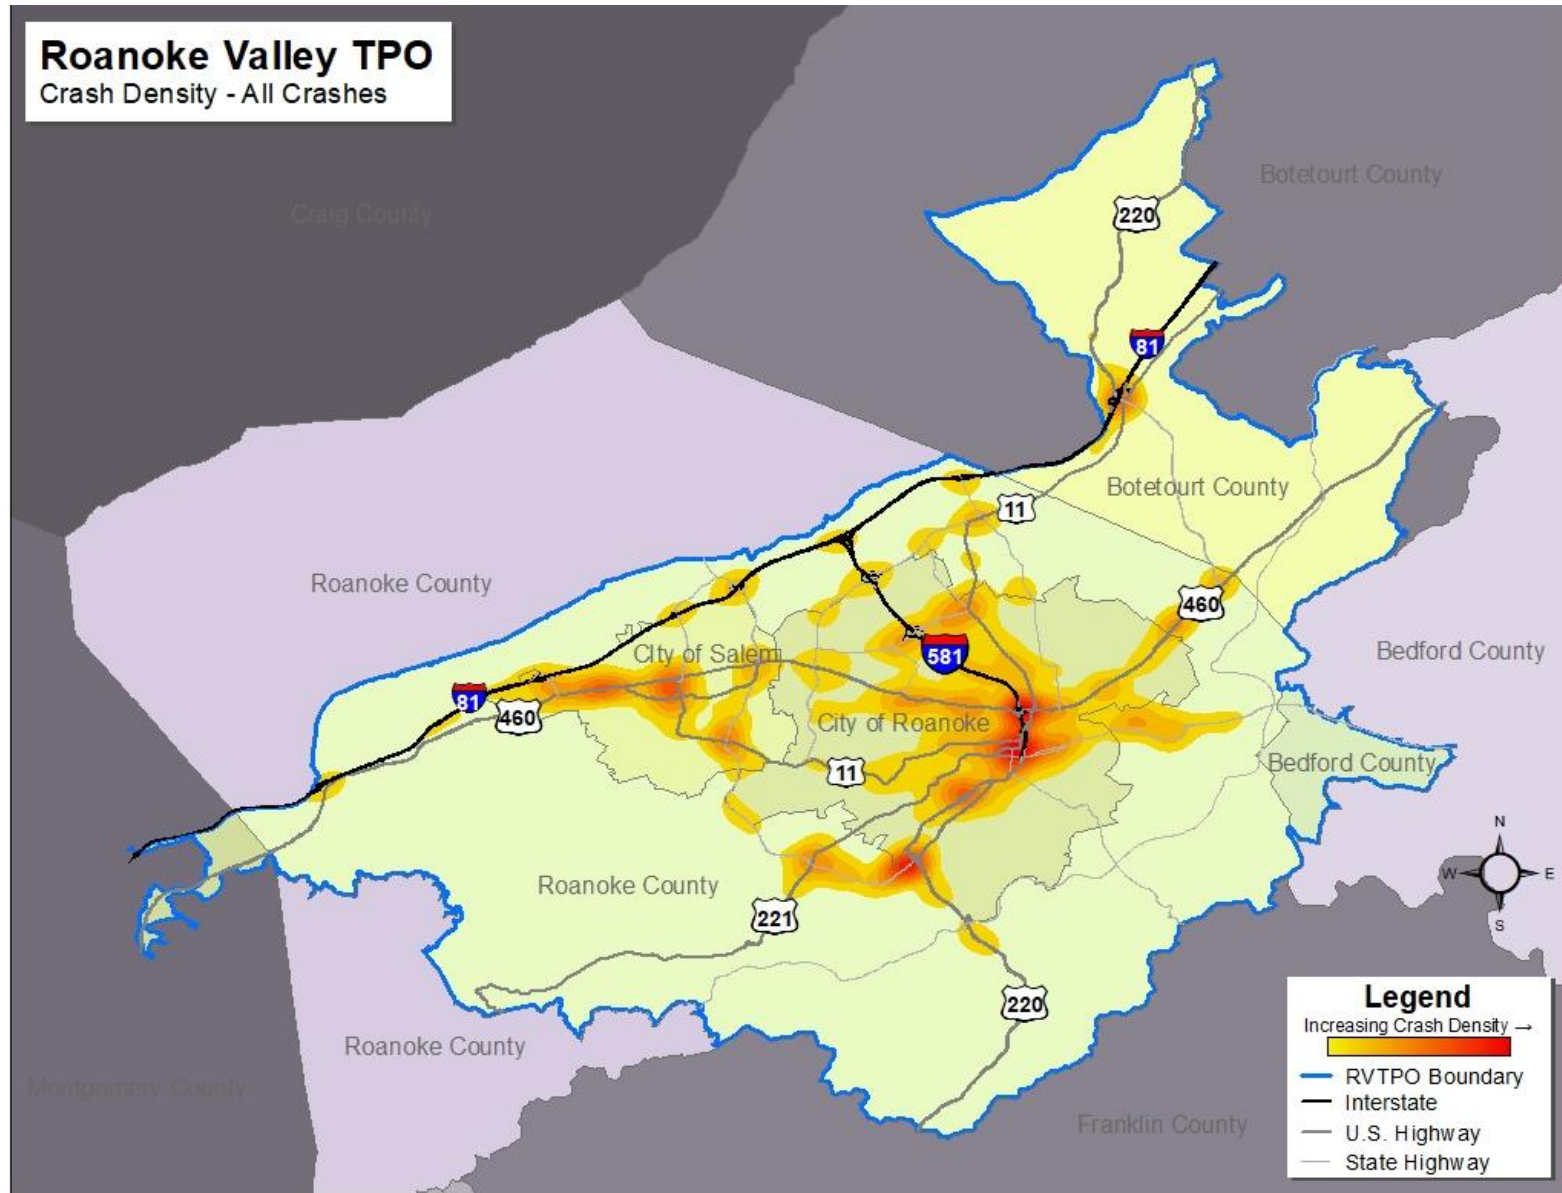 Roanoke Valley TPO
Crash Density - All Crashes
Botetourt County
Craig County
220
81
Botetourt County
11
Roanoke County
460
CIty of Salem
581
Bedford County
81
460
City of Roanoke
11
Bedford County
N
W
E
S
Roanoke County
221
220
Roanoke County
Montgomery County
Franklin County
Legend
Increasing Crash Density →
RVTPO Boundary
Interstate
U.S. Highway
State Highway